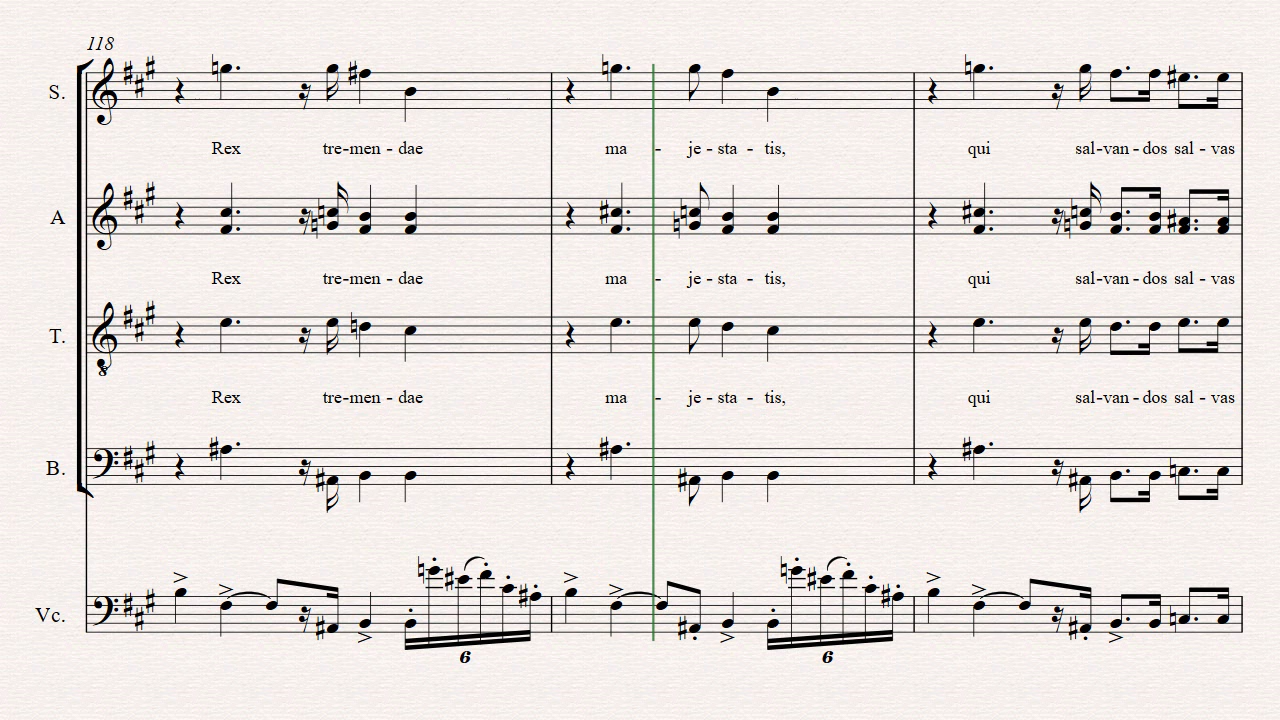 118
S.
Rex tre-men - dae ma - je - sta - tis, qui sal-van - dos sal - vas
A
Rex tre-men - dae ma - je - sta - tis, qui sal-van - dos sal - vas
T.
8
Rex tre-men - dae ma - je - sta - tis, qui sal-van - dos sal - vas
B.
Vc.
6 6